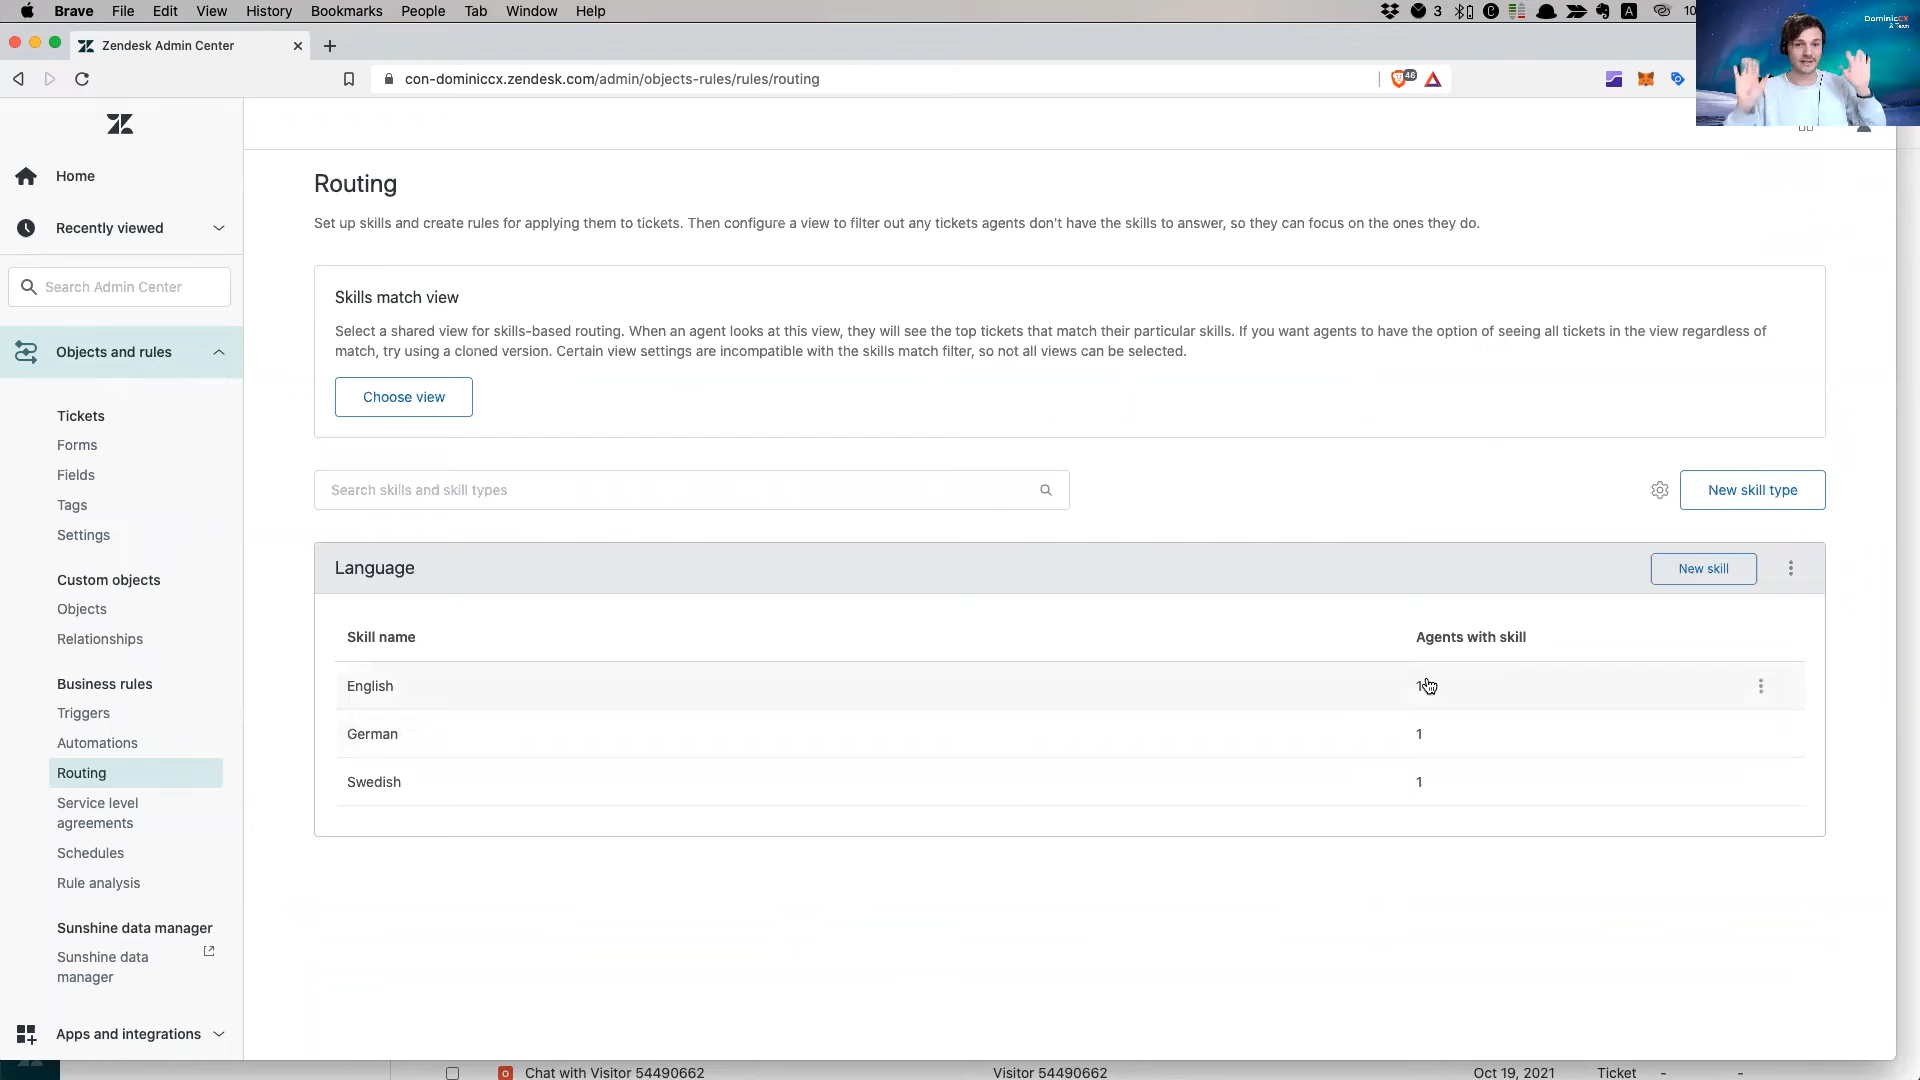 Brave File Edit View History Bookmarks People Tab Window Help
3
A
10
DominicCX
& Team
Zendesk Admin Center
con-dominiccx.zendesk.com/admin/objects-rules/rules/routing
46
Home
Recently viewed
Search Admin Center
Objects and rules
Tickets
Forms
Fields
Tags
Settings
Custom objects
Objects
Relationships
Business rules
Triggers
Automations
Routing
Service level
agreements
Schedules
Rule analysis
Sunshine data manager
Sunshine data
manager
Apps and integrations
Routing
Set up skills and create rules for applying them to tickets. Then configure a view to filter out any tickets agents don't have the skills to answer, so they can focus on the ones they do.
Skills match view
Select a shared view for skills-based routing. When an agent looks at this view, they will see the top tickets that match their particular skills. If you want agents to have the option of seeing all tickets in the view regardless of
match, try using a cloned version. Certain view settings are incompatible with the skills match filter, so not all views can be selected.
Choose view
Search skills and skill types
New skill type
Language
New skill
Skill name Agents with skill
English 1
German 1
Swedish 1
Chat with Visitor 54490662 Visitor 54490662 Oct 19, 2021 Ticket - -